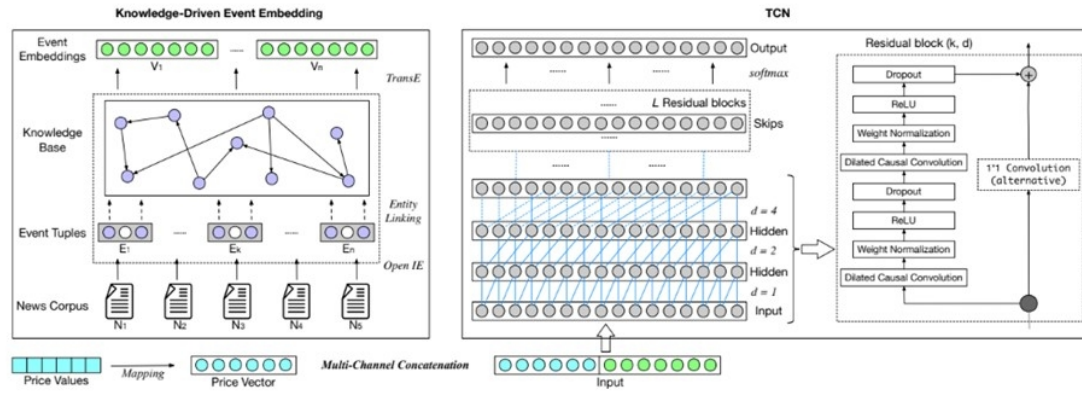 Knowledge-Driven Event Embedding
Event
Embeddings
V1
......
Vn
TransE
Knowledge
Base
Entity
Linking
Event Tuples
E1
......
Ek
......
En
Open IE
News Corpus
N1
N2
N3
N4
N5
Price Values
Mapping
Price Vector
Multi-Channel Concatenation
Input
TCN
Output
......
......
softmax
......
L Residual blocks
Skips
......
......
......
d = 4
Hidden
d = 2
Hidden
d = 1
Input
Residual block (k, d)
Dropout
+
ReLU
Weight Normalization
Dilated Causal Convolution
1*1 Convolution
(alternative)
Dropout
ReLU
Weight Normalization
Dilated Causal Convolution